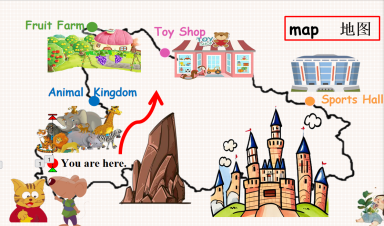 Fruit Farm
Toy Shop
map 地图
Animal Kingdom
Sports Hall
You are here.